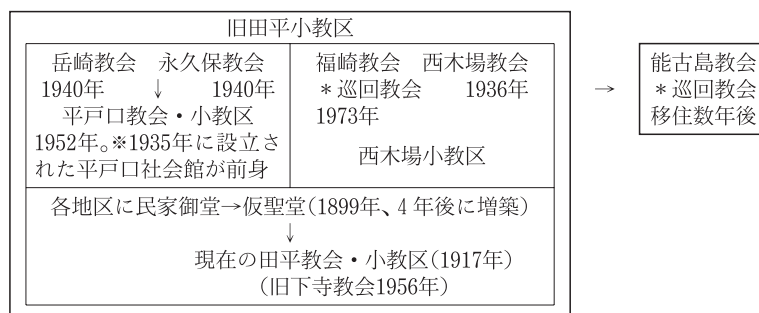 旧田平小教区
岳崎教会 永久保教会
1940年 ↓ 1940年
平戸口教会・小教区
1952年。※1935年に設立さ
れた平戸口社会館が前身
福崎教会 西木場教会
*巡回教会 1936年
1973年
西木場小教区
各地区に民家御堂→仮聖堂(1899年、4年後に増築)
↓
現在の田平教会・小教区(1917年)
(旧下寺教会1956年)
→
能古島教会
*巡回教会
移住数年後